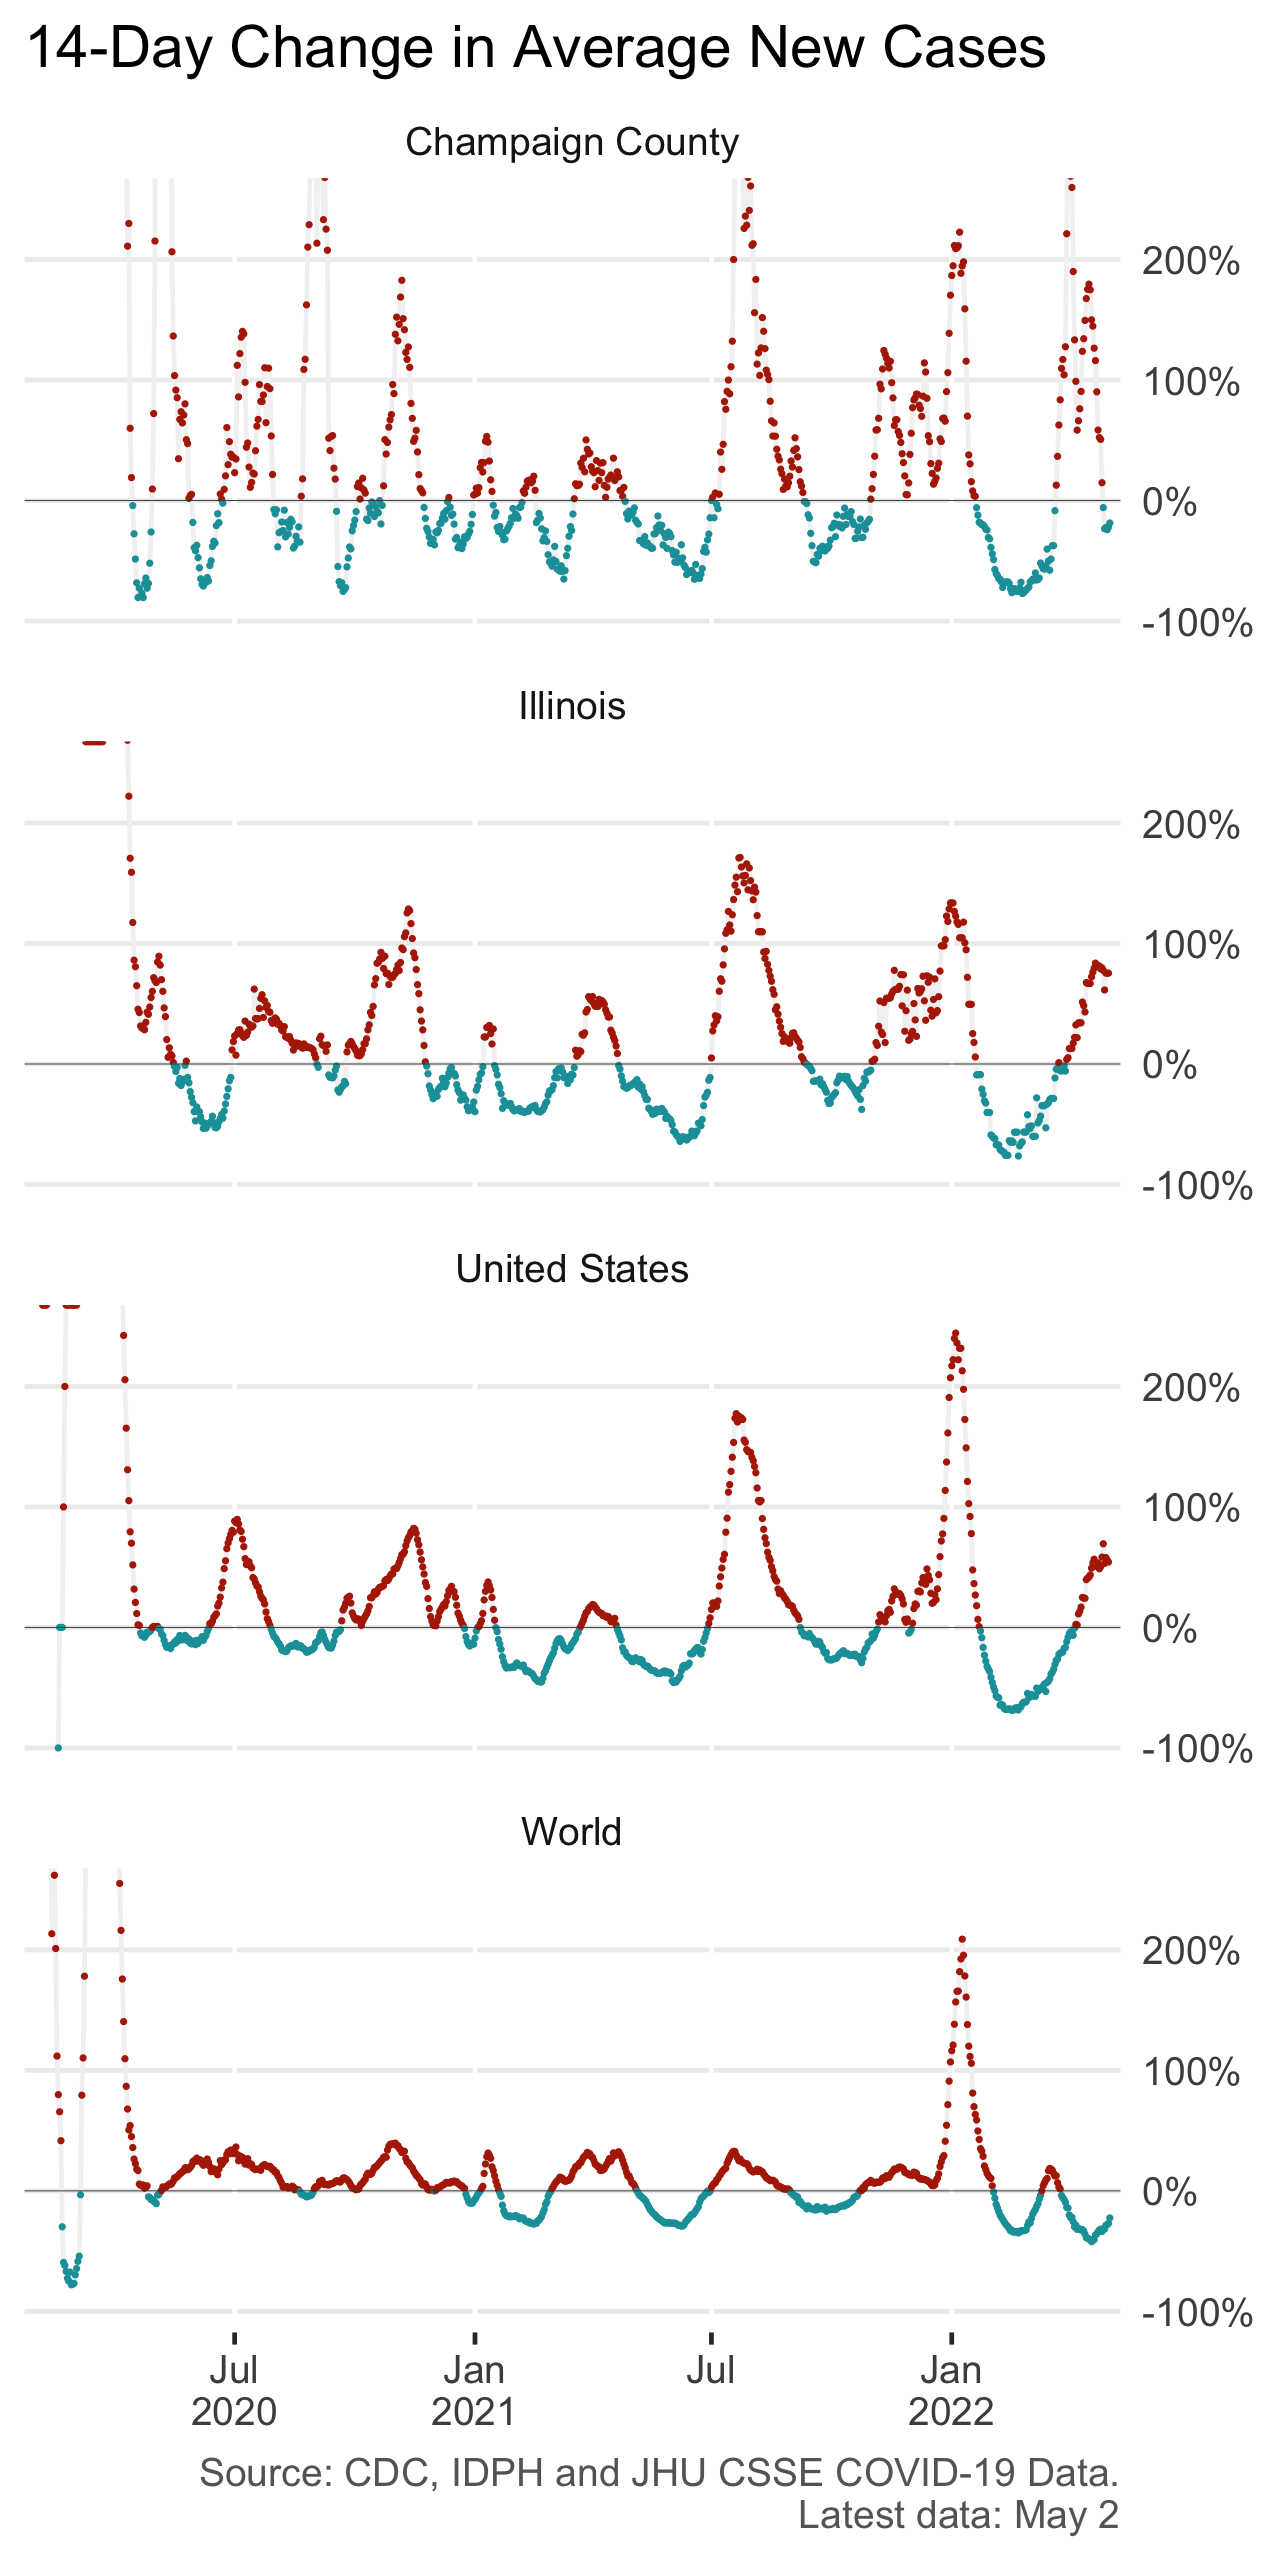 14-Day Change in Average New Cases
Champaign County
200%
100%
0%
-100%
Illinois
200%
100%
0%
-100%
United States
200%
100%
0%
-100%
World
200%
100%
0%
-100%
Jul
2020
Jan
2021
Jul
Jan
2022
Source: CDC, IDPH and JHU CSSE COVID-19 Data.
Latest data: May 2